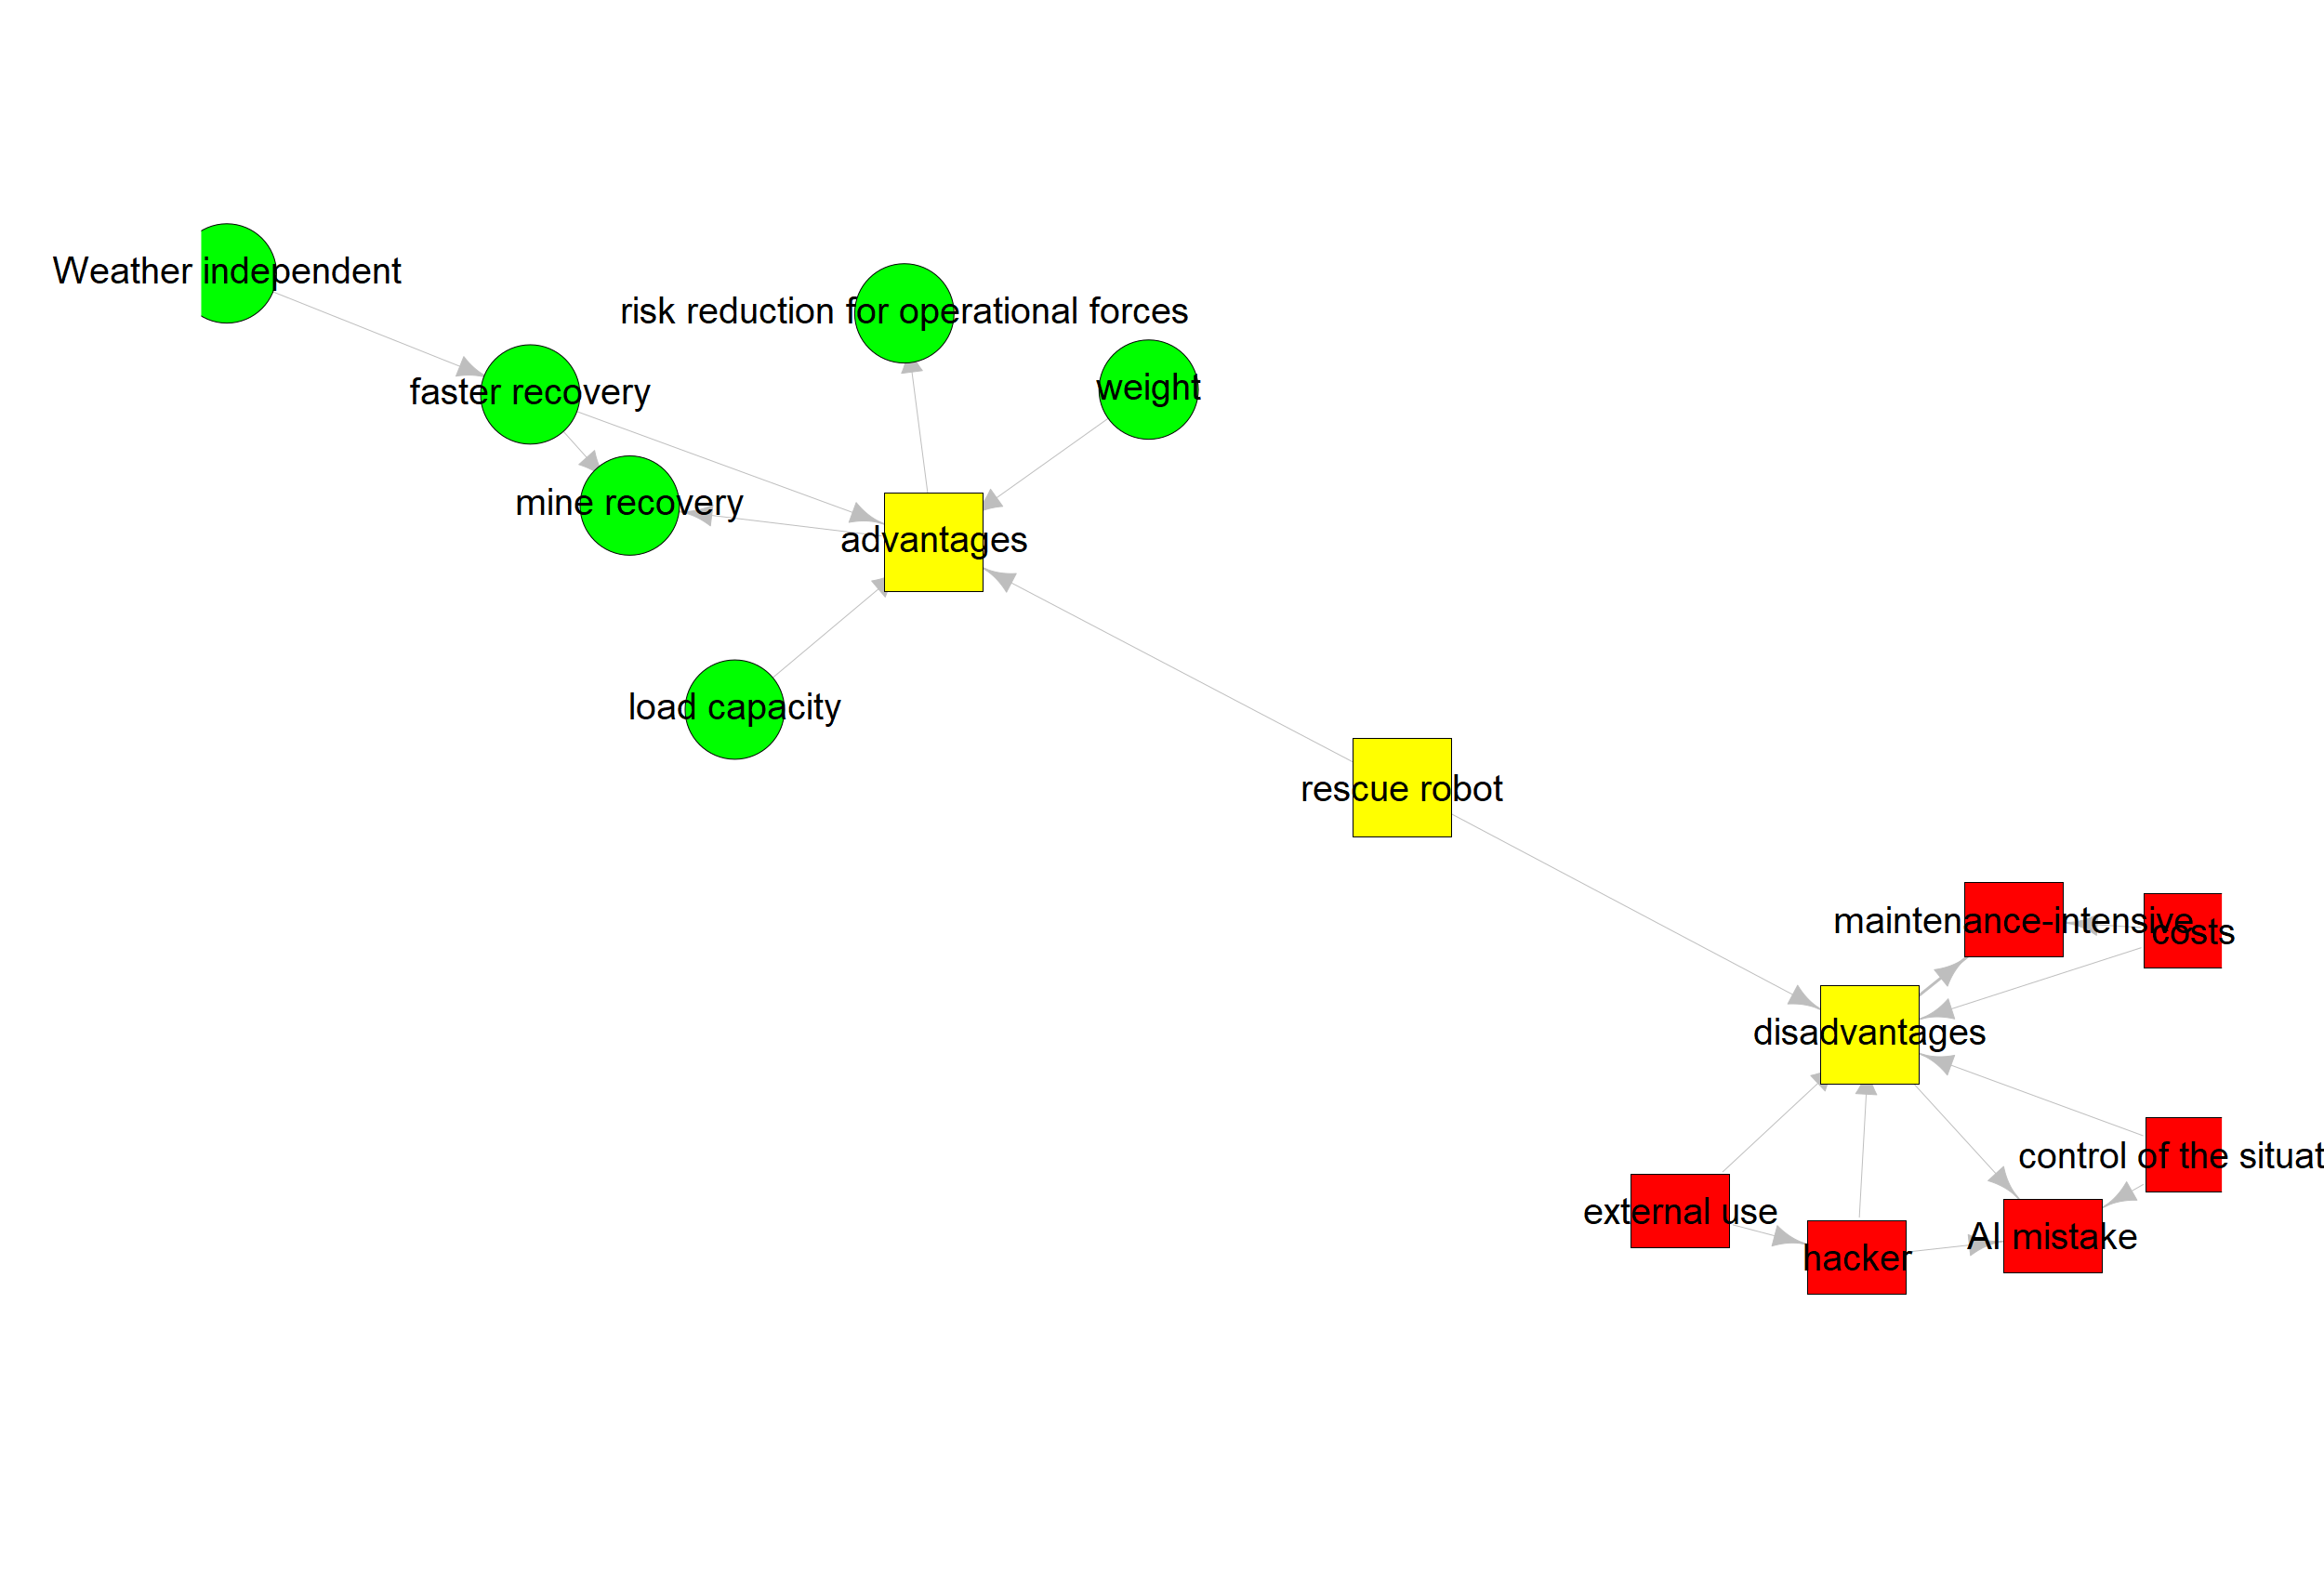 Weather independent
risk reduction for operational forces
faster recovery
weight
mine recovery
advantages
load capacity
rescue robot
maintenance-intensive
costs
disadvantages
control of the situat
external use
AI mistake
hacker